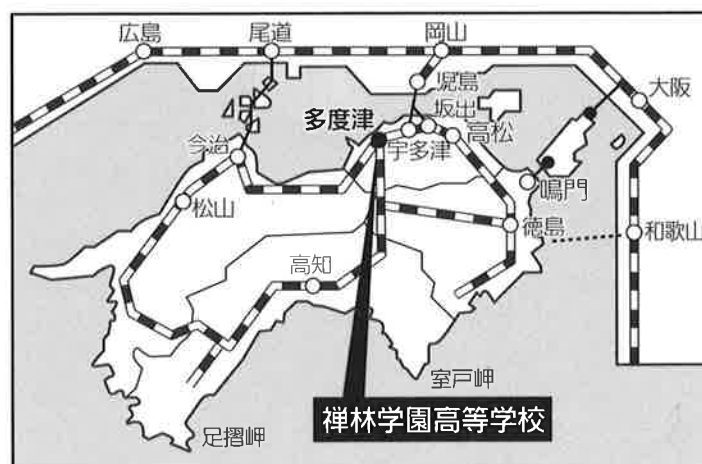 広島
尾道
岡山
児島
大阪
坂出
多度津
宇多津
高松
今治
鳴門
松山
徳島
和歌山
高知
室戸岬
禅林学園高等学校
足摺岬